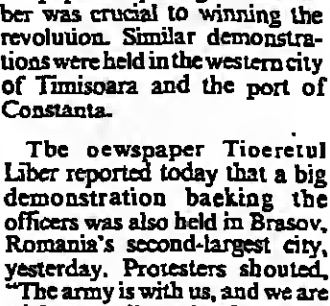 ber was crucial to winning the
revolution. Similar demonstra-
tions were held in the western city
of Timisoara and the port of
Constanta.
Tbe oewspaper Tioeretul
Liber reported today that a big
demonstration baeking the
officers was also held in Brasov,
Romania's second-largest city,
yesterday. Protesters shouted,
"The army is with us, and we are